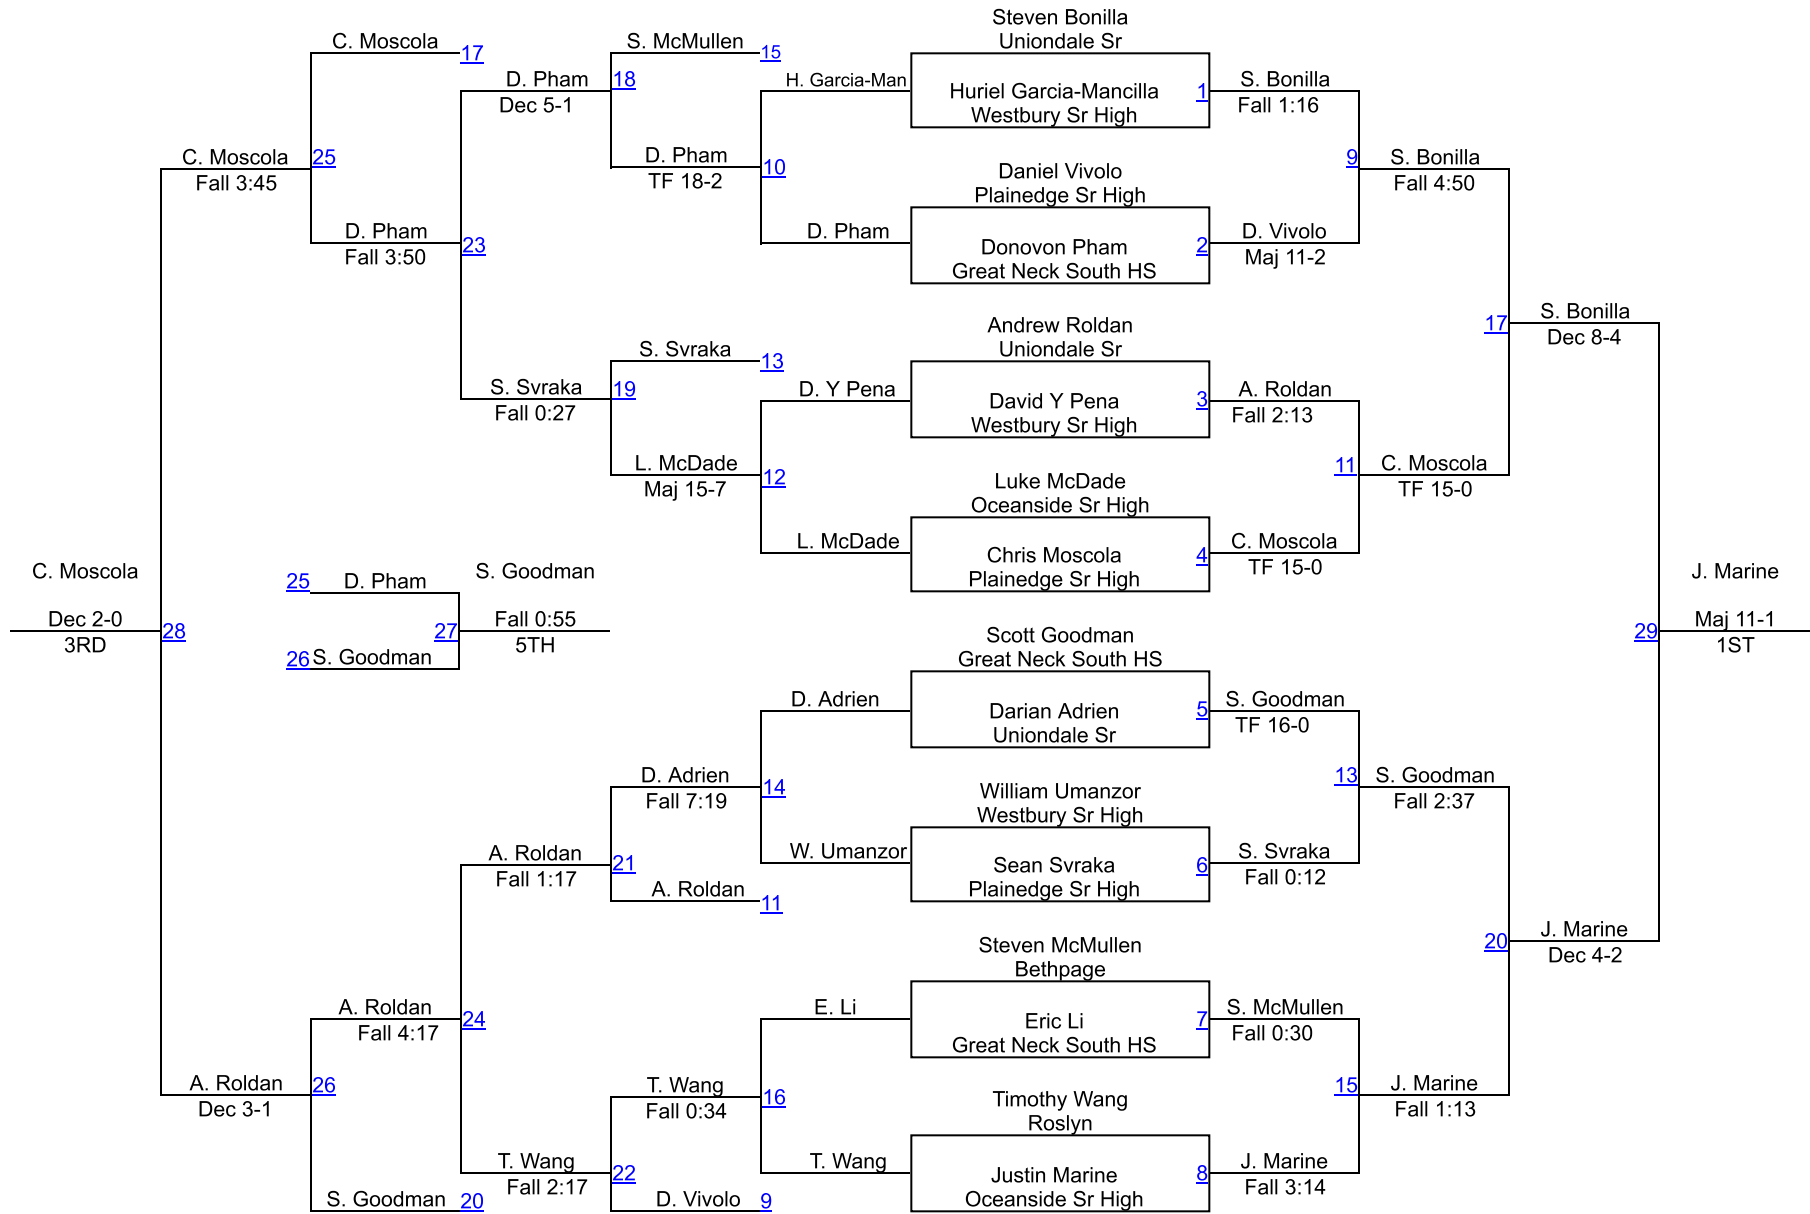 Steven Bonilla
Uniondale Sr
C. Moscola
17
S. McMullen
15
D. Pham
18
H. Garcia-Man
Huriel Garcia-Mancilla
1
S. Bonilla
Dec 5-1
Westbury Sr High
Fall 1:16
C. Moscola
25
D. Pham
10
Daniel Vivolo
9
S. Bonilla
Fall 3:45
TF 18-2
Plainedge Sr High
Fall 4:50
D. Pham
23
D. Pham
Donovon Pham
2
D. Vivolo
Fall 3:50
Great Neck South HS
Maj 11-2
Andrew Roldan
17
S. Bonilla
S. Svraka
13
Uniondale Sr
Dec 8-4
S. Svraka
19
D. Y Pena
David Y Pena
3
A. Roldan
Fall 0:27
Westbury Sr High
Fall 2:13
L. McDade
12
Luke McDade
11
C. Moscola
Maj 15-7
Oceanside Sr High
TF 15-0
L. McDade
Chris Moscola
4
C. Moscola
Plainedge Sr High
TF 15-0
C. Moscola
25
D. Pham
S. Goodman
J. Marine
Dec 2-0
28
27
Fall 0:55
29
Maj 11-1
3RD
26
S. Goodman
5TH
1ST
Scott Goodman
Great Neck South HS
D. Adrien
Darian Adrien
5
S. Goodman
Uniondale Sr
TF 16-0
D. Adrien
14
William Umanzor
13
S. Goodman
Fall 7:19
Westbury Sr High
Fall 2:37
A. Roldan
21
W. Umanzor
Sean Svraka
6
S. Svraka
Fall 1:17
A. Roldan
11
Plainedge Sr High
Fall 0:12
Steven McMullen
20
J. Marine
Bethpage
Dec 4-2
A. Roldan
24
E. Li
Eric Li
7
S. McMullen
Fall 4:17
Great Neck South HS
Fall 0:30
A. Roldan
26
T. Wang
16
Timothy Wang
15
J. Marine
Dec 3-1
Fall 0:34
Roslyn
Fall 1:13
T. Wang
22
T. Wang
Justin Marine
8
J. Marine
Fall 2:17
Fall 3:14
S. Goodman
20
D. Vivolo
9
Oceanside Sr High